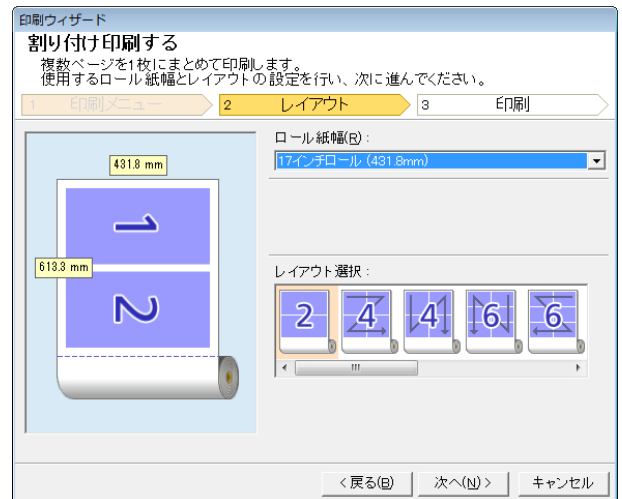 印刷ウィザード
割り付け印刷する
複数ページを1枚にまとめて印刷します。
使用するロール紙幅とレイアウトの設定を行い、次に進んでください。
1 印刷メニュー 2 レイアウト 3 印刷
ロール紙幅(R):
17インチロール (431.8mm)
431.8 mm
613.3 mm
1
2
レイアウト選択:
2 4 4 6 6
<戻る(B) 次へ(N)> キャンセル